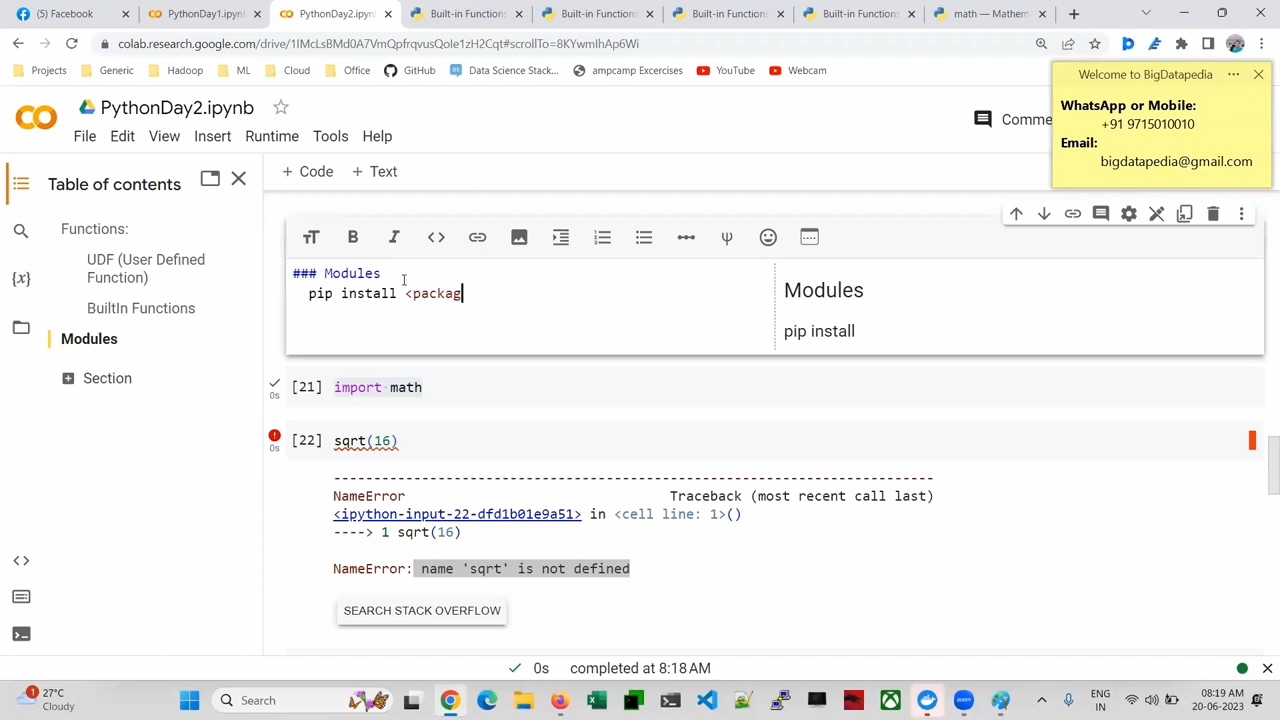 (1) Facebook
PythonDay1.ipynb
PythonDay2.ipynb
Built-in Functions
Built-in Functions
Built-in Functions
Built-in Functions
math — Mathem
colab.research.google.com/drive/1IMcLsBMd0A7VmQpfrqvusQoIc1zH2Cqt#scrollTo=8KYwmIhAp6Wi
Projects
Generic
Hadoop
ML
Cloud
Office
GitHub
Data Science Stack...
ampcamp Excercises
YouTube
Webcam
Welcome to BigDatapedia
WhatsApp or Mobile:
+91 9715010010
Email:
bigdatapedia@gmail.com
PythonDay2.ipynb
File Edit View Insert Runtime Tools Help
Comme
Table of contents
+ Code + Text
Functions:
UDF (User Defined
Function)
BuiltIn Functions
Modules
Section
### Modules
pip install <packag
Modules
pip install
[21] import math
0s
[22] sqrt(16)
0s
NameError Traceback (most recent call last)
<ipython-input-22-dfd1b01e9a51> in <cell line: 1>()
----> 1 sqrt(16)
NameError: name 'sqrt' is not defined
SEARCH STACK OVERFLOW
0s completed at 8:18 AM
1
27°C
Cloudy
Search
ENG
IN
08:19 AM
20-06-2023